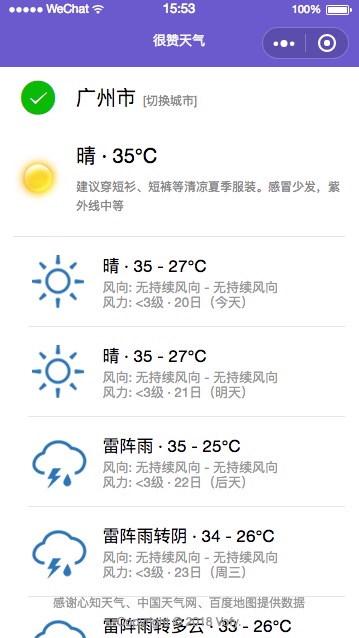 WeChat
15:53
100%
很赞天气
广州市 [切换城市]
晴 · 35°C
建议穿短衫、短裤等清凉夏季服装。感冒少发，紫
外线中等
晴 · 35 - 27°C
风向: 无持续风向 - 无持续风向
风力: <3级 · 20日（今天）
晴 · 35 - 27°C
风向: 无持续风向 - 无持续风向
风力: <3级 · 21日（明天）
雷阵雨 · 35 - 25°C
风向: 无持续风向 - 无持续风向
风力: <3级 · 22日（后天）
雷阵雨转阴 · 34 - 26°C
风向: 无持续风向 - 无持续风向
风力: <3级 · 23日（周三）
感谢心知天气、中国天气网、百度地图提供数据
2018
雷阵雨转多云 · 33 - 26°C